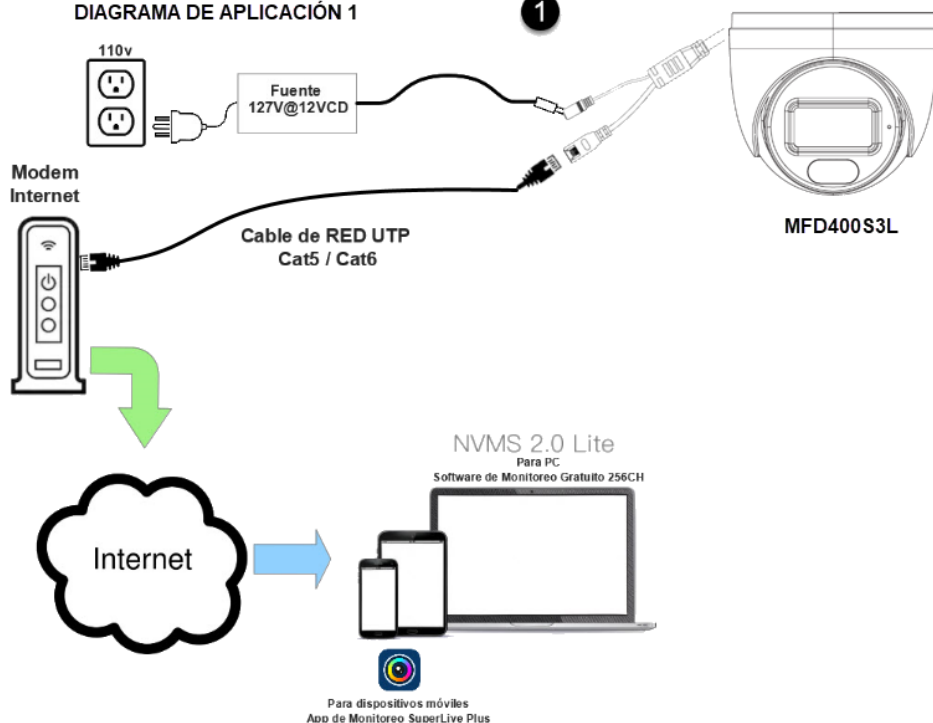 DIAGRAMA DE APLICACIÓN 1
1
110v
Fuente
127V@12VCD
Modem
Internet
MFD400S3L
Cable de RED UTP
Cat5 / Cat6
NVMS 2.0 Lite
Para PC
Software de Monitoreo Gratuito 256CH
Internet
Para dispositivos móviles
App de Monitoreo SuperLive Plus